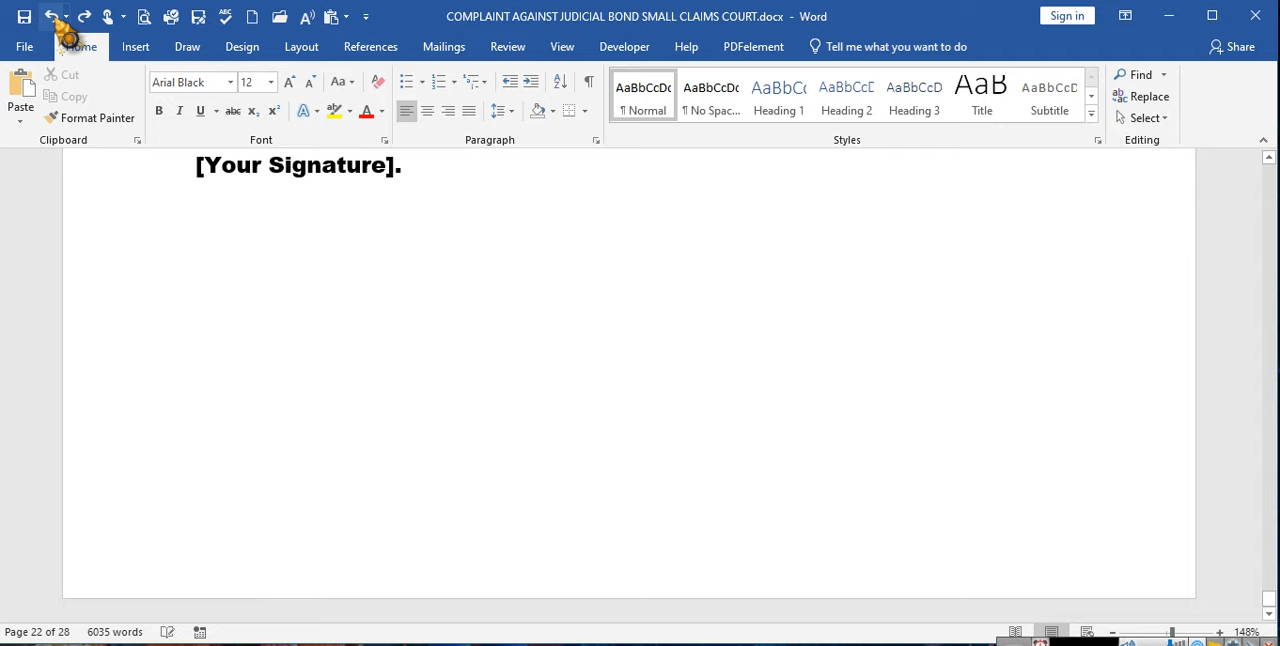 COMPLAINT AGAINST JUDICIAL BOND SMALL CLAIMS COURT.docx - Word
Sign in
File Home Insert Draw Design Layout References Mailings Review View Developer Help PDFelement Tell me what you want to do Share
Paste
Cut
Copy
Format Painter
Clipboard
Arial Black 12
Font
Paragraph
AaBbCcDc AaBbCcDc AaBbCc AaBbCcD AaBbCcD AaB AaBbCcD
¶ Normal ¶ No Spac... Heading 1 Heading 2 Heading 3 Title Subtitle
Styles
Find
Replace
Select
Editing
[Your Signature].
Page 22 of 28 6035 words 148%